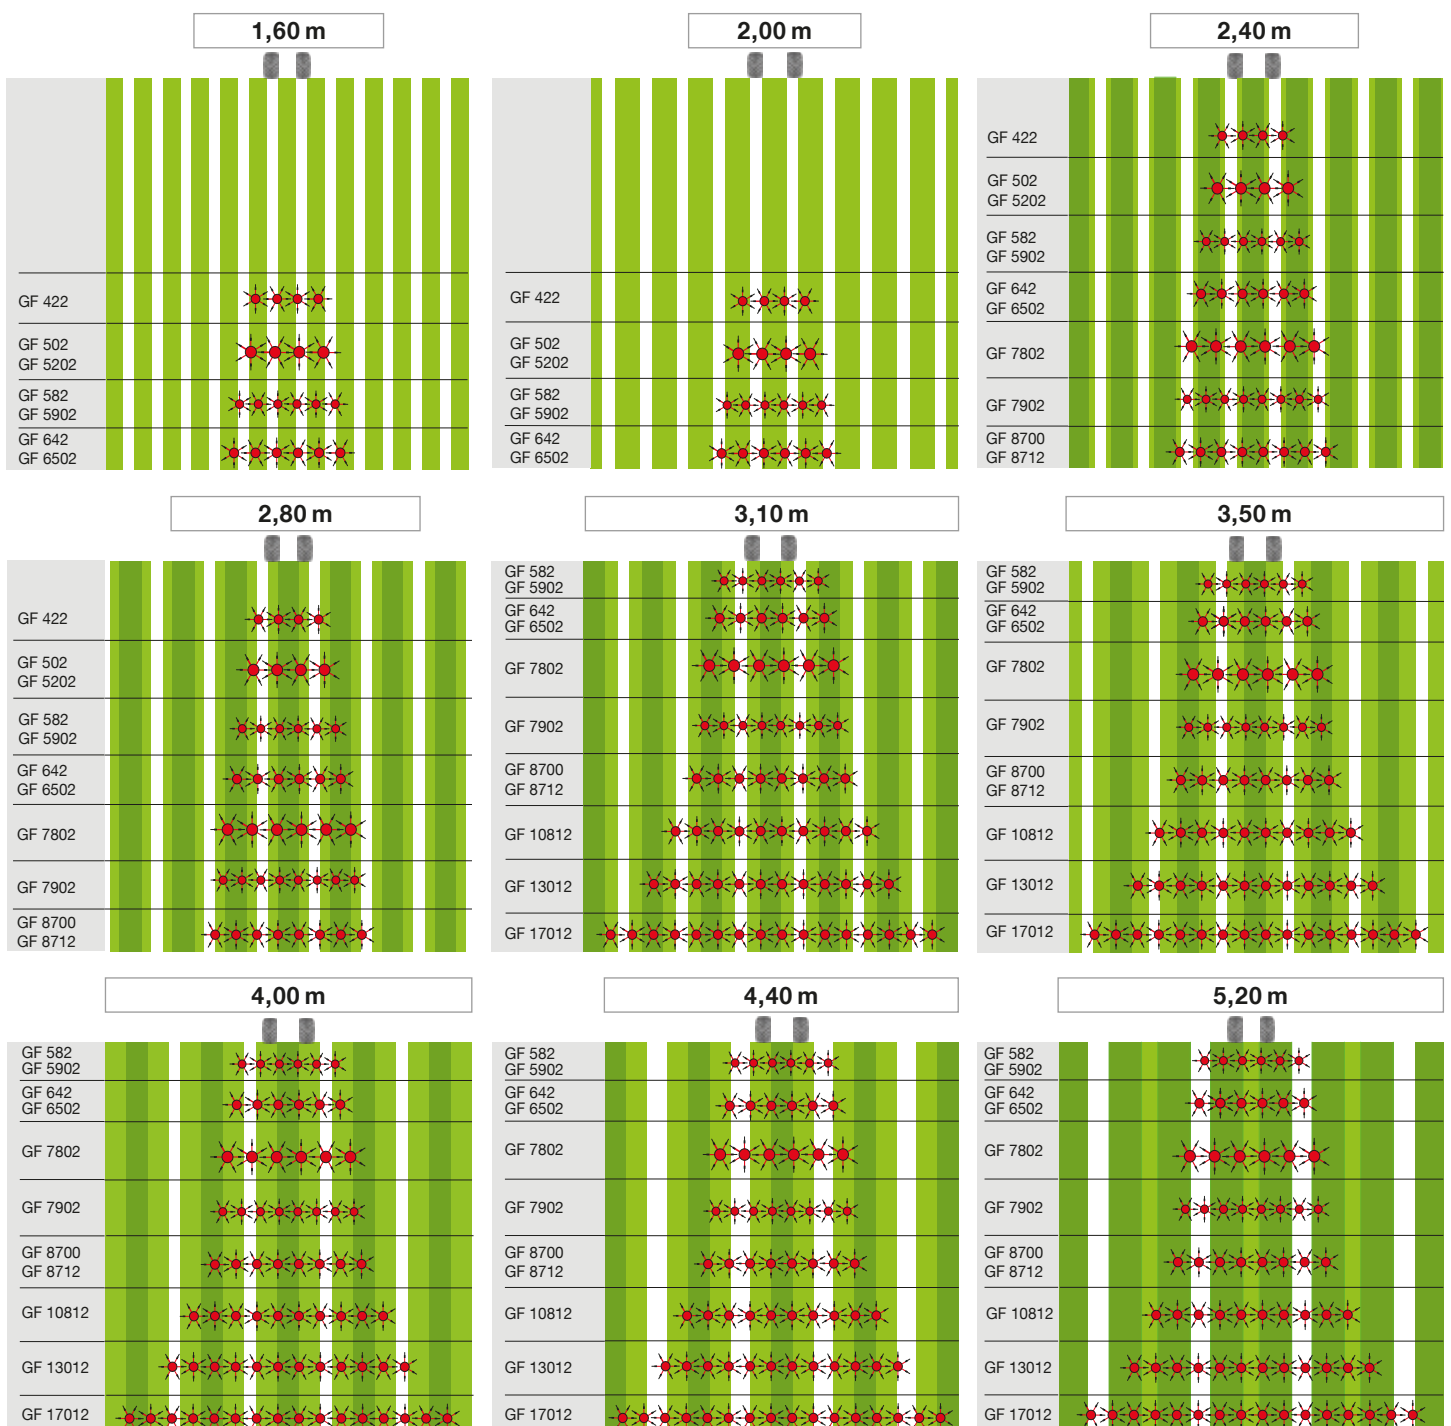 1,60 m
GF 422
GF 502
GF 5202
GF 582
GF 5902
GF 642
GF 6502
2,00 m
GF 422
GF 502
GF 5202
GF 582
GF 5902
GF 642
GF 6502
2,40 m
GF 422
GF 502
GF 5202
GF 582
GF 5902
GF 642
GF 6502
GF 7802
GF 7902
GF 8700
GF 8712
2,80 m
GF 422
GF 502
GF 5202
GF 582
GF 5902
GF 642
GF 6502
GF 7802
GF 7902
GF 8700
GF 8712
3,10 m
GF 582
GF 5902
GF 642
GF 6502
GF 7802
GF 7902
GF 8700
GF 8712
GF 10812
GF 13012
GF 17012
3,50 m
GF 582
GF 5902
GF 642
GF 6502
GF 7802
GF 7902
GF 8700
GF 8712
GF 10812
GF 13012
GF 17012
4,00 m
GF 582
GF 5902
GF 642
GF 6502
GF 7802
GF 7902
GF 8700
GF 8712
GF 10812
GF 13012
GF 17012
4,40 m
GF 582
GF 5902
GF 642
GF 6502
GF 7802
GF 7902
GF 8700
GF 8712
GF 10812
GF 13012
GF 17012
5,20 m
GF 582
GF 5902
GF 642
GF 6502
GF 7802
GF 7902
GF 8700
GF 8712
GF 10812
GF 13012
GF 17012